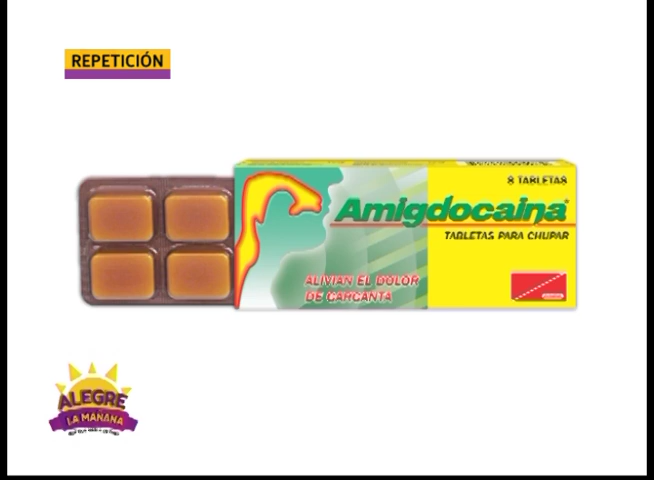 REPETICIÓN
8 TABLETAS
Amigdocaina
TABLETAS PARA CHUPAR
ALIVIAN EL DOLOR
DE GARGANTA
ALEGRE
LA MAÑANA